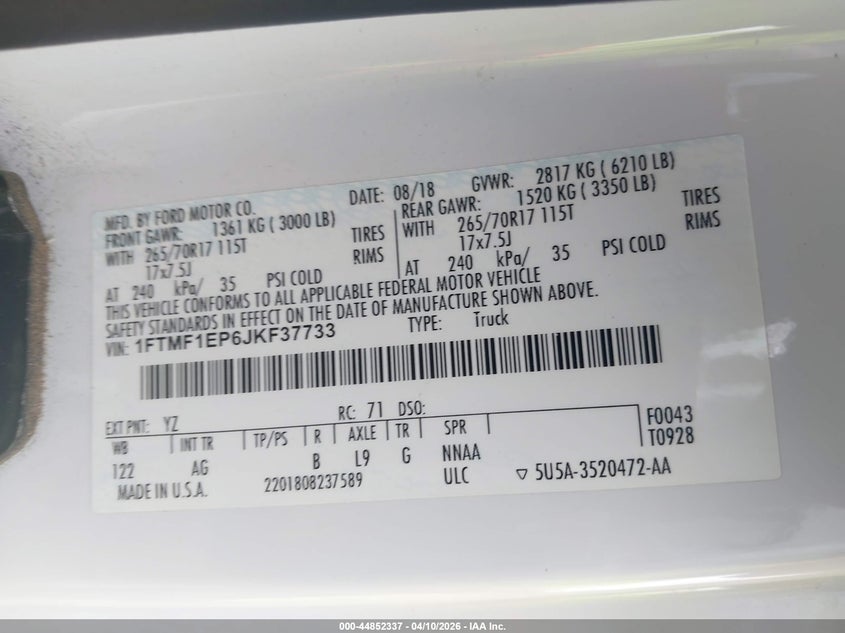 MFD. BY FORD MOTOR CO.
DATE: 08/18 GVWR: 2817 KG ( 6210 LB)
FRONT GAWR: 1361 KG ( 3000 LB)
WITH 265/70R17 115T TIRES
17x7.5J RIMS
AT 240 kPa/ 35 PSI COLD
REAR GAWR: 1520 KG ( 3350 LB)
WITH 265/70R17 115T TIRES
17x7.5J RIMS
AT 240 kPa/ 35 PSI COLD
THIS VEHICLE CONFORMS TO ALL APPLICABLE FEDERAL MOTOR VEHICLE
SAFETY STANDARDS IN EFFECT ON THE DATE OF MANUFACTURE SHOWN ABOVE.
VIN: 1FTMF1EP6JKF37733 TYPE: Truck
EXT PNT: YZ RC: 71 DSO:
WB INT TR TP/PS R AXLE TR SPR F0043
122 AG B L9 G NNAA T0928
MADE IN U.S.A. 2201808237589 ULC ▽ 5U5A-3520472-AA
000-44852337 - 04/10/2026 - IAA Inc.